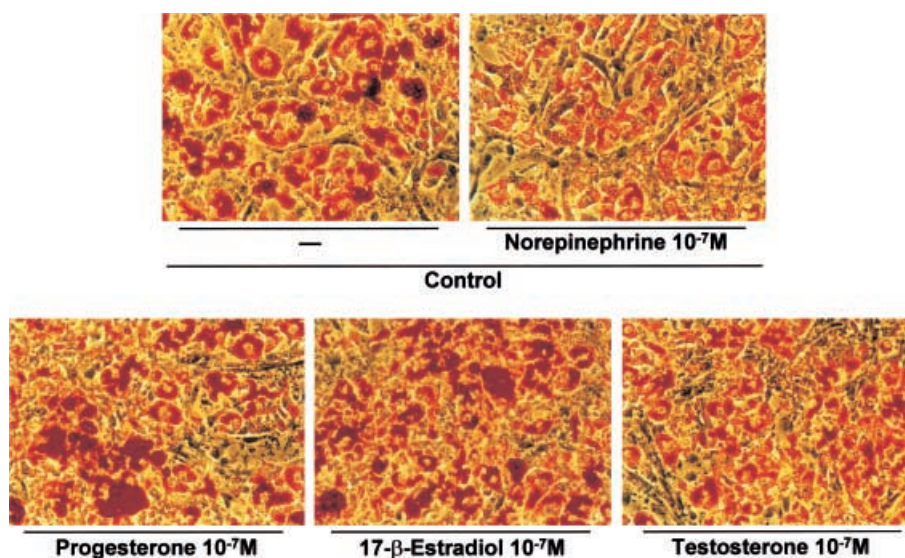 —
Norepinephrine 10⁻⁷M
Control
Progesterone 10⁻⁷M
17-β-Estradiol 10⁻⁷M
Testosterone 10⁻⁷M